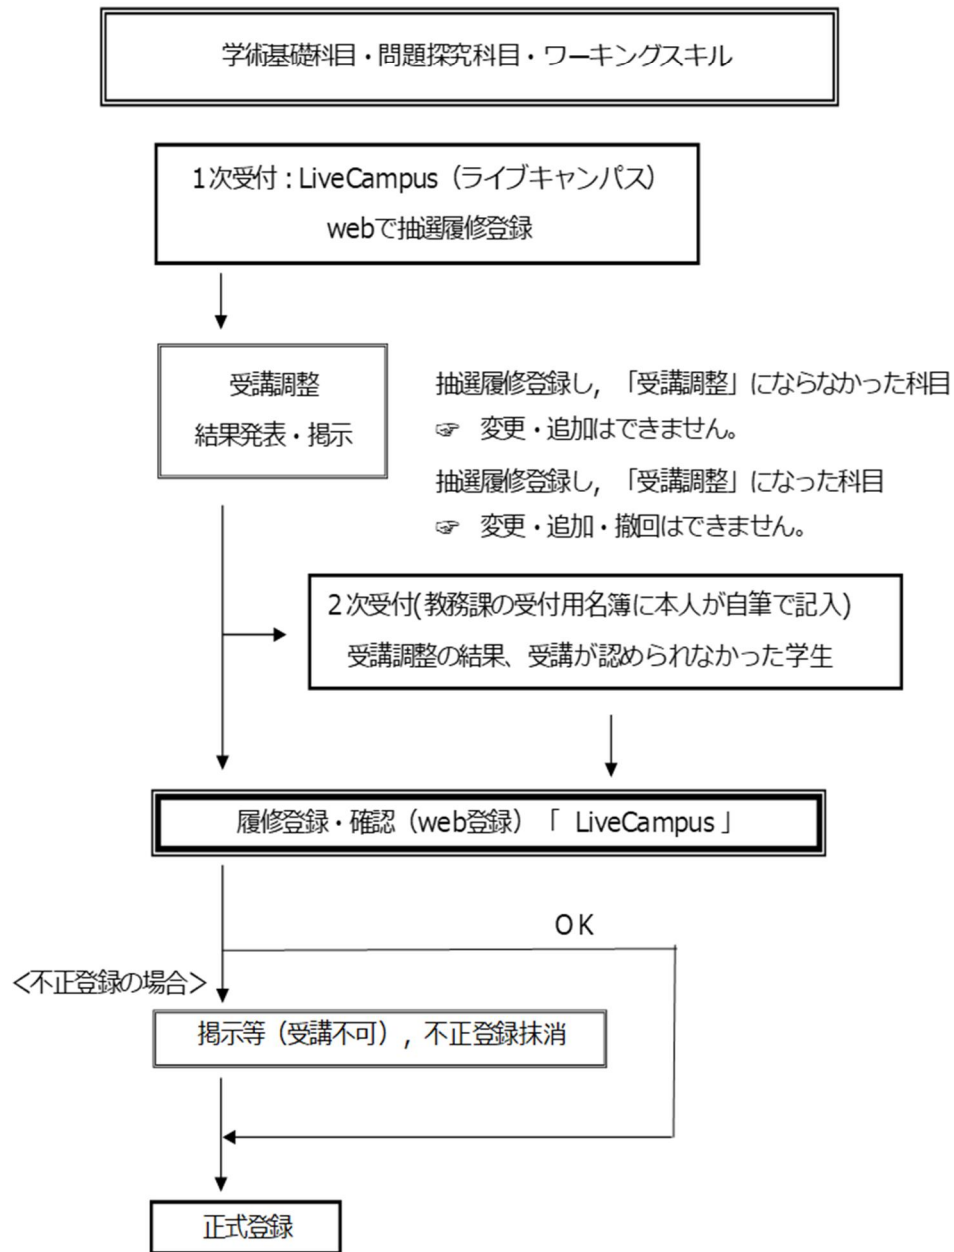 学術基礎科目・問題探究科目・ワーキングスキル
1次受付：LiveCampus（ライブキャンパス）
webで抽選履修登録
受講調整
結果発表・掲示
抽選履修登録し，「受講調整」にならなかった科目
☞ 変更・追加はできません。
抽選履修登録し，「受講調整」になった科目
☞ 変更・追加・撤回はできません。
2次受付(教務課の受付用名簿に本人が自筆で記入)
受講調整の結果、受講が認められなかった学生
履修登録・確認（web登録）「 LiveCampus 」
OK
＜不正登録の場合＞
掲示等（受講不可），不正登録抹消
正式登録